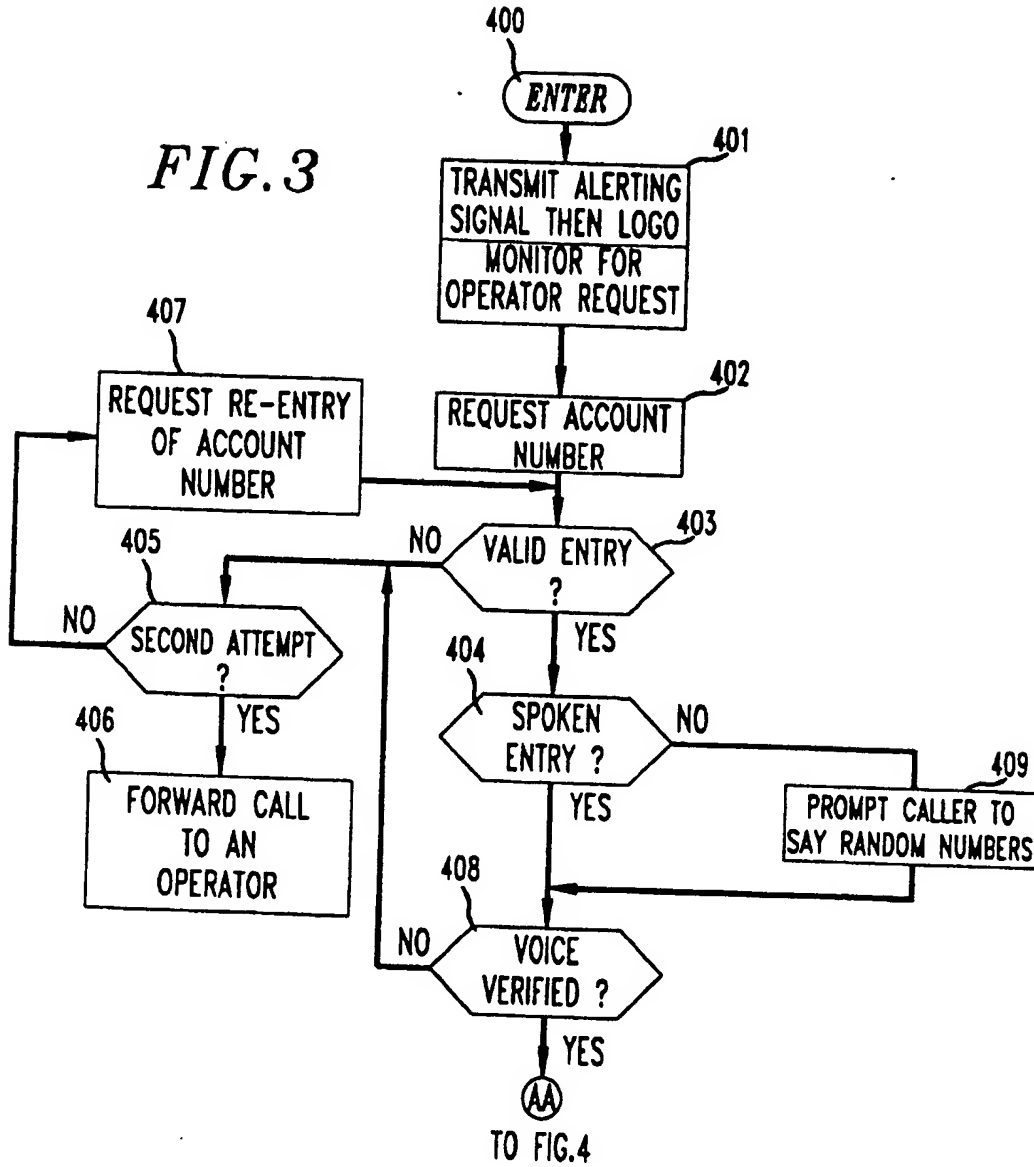 400
ENTER
FIG.3
401
TRANSMIT ALERTING
SIGNAL THEN LOGO
MONITOR FOR
OPERATOR REQUEST
407
REQUEST RE-ENTRY
OF ACCOUNT
NUMBER
402
REQUEST ACCOUNT
NUMBER
403
VALID ENTRY
?
NO
YES
405
SECOND ATTEMPT
?
NO
YES
406
FORWARD CALL
TO AN
OPERATOR
404
SPOKEN
ENTRY ?
NO
YES
409
PROMPT CALLER TO
SAY RANDOM NUMBERS
408
VOICE
VERIFIED ?
NO
YES
AA
TO FIG.4